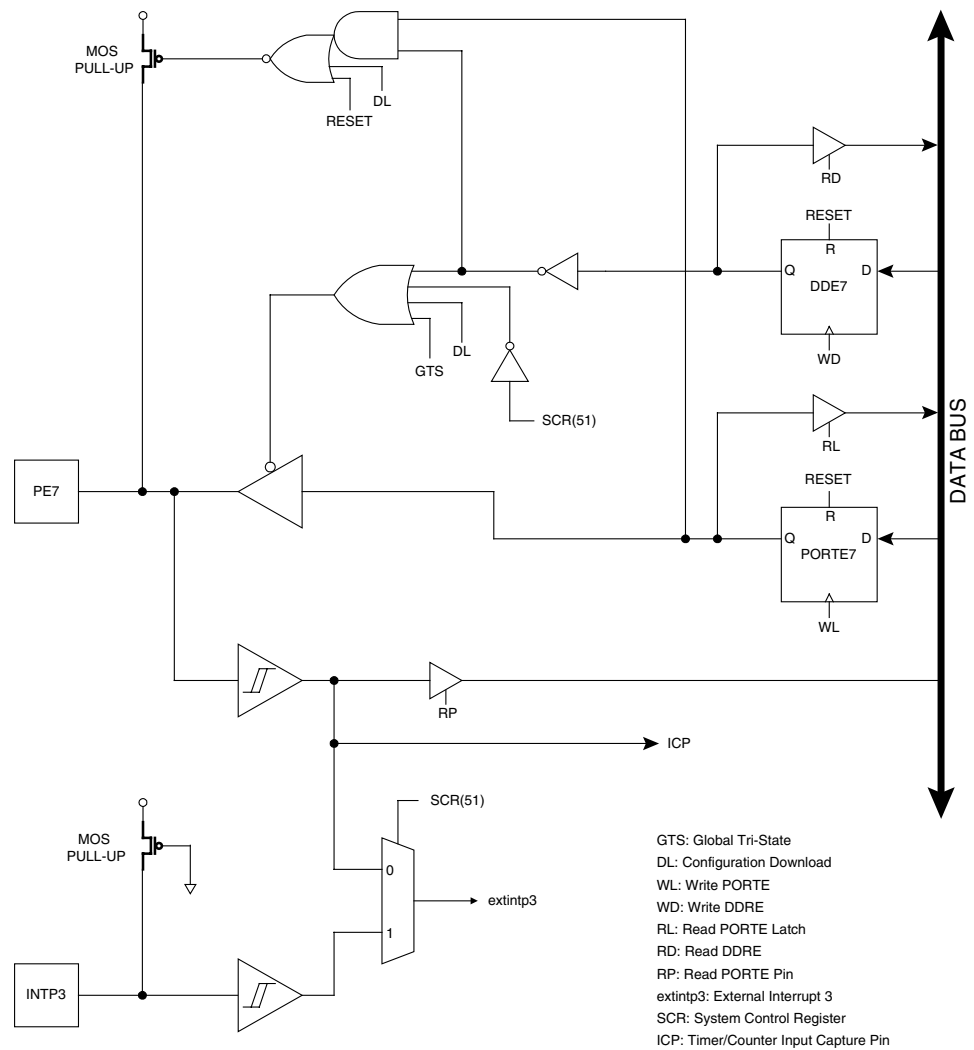 MOS
PULL-UP
DL
RESET
RD
RESET
R
Q
D
DDE7
WD
DL
GTS
SCR(51)
RL
DATA BUS
PE7
RESET
R
Q
D
PORTE7
WL
RP
ICP
SCR(51)
MOS
PULL-UP
0
extintp3
1
INTP3
GTS: Global Tri-State
DL: Configuration Download
WL: Write PORTE
WD: Write DDRE
RL: Read PORTE Latch
RD: Read DDRE
RP: Read PORTE Pin
extintp3: External Interrupt 3
SCR: System Control Register
ICP: Timer/Counter Input Capture Pin